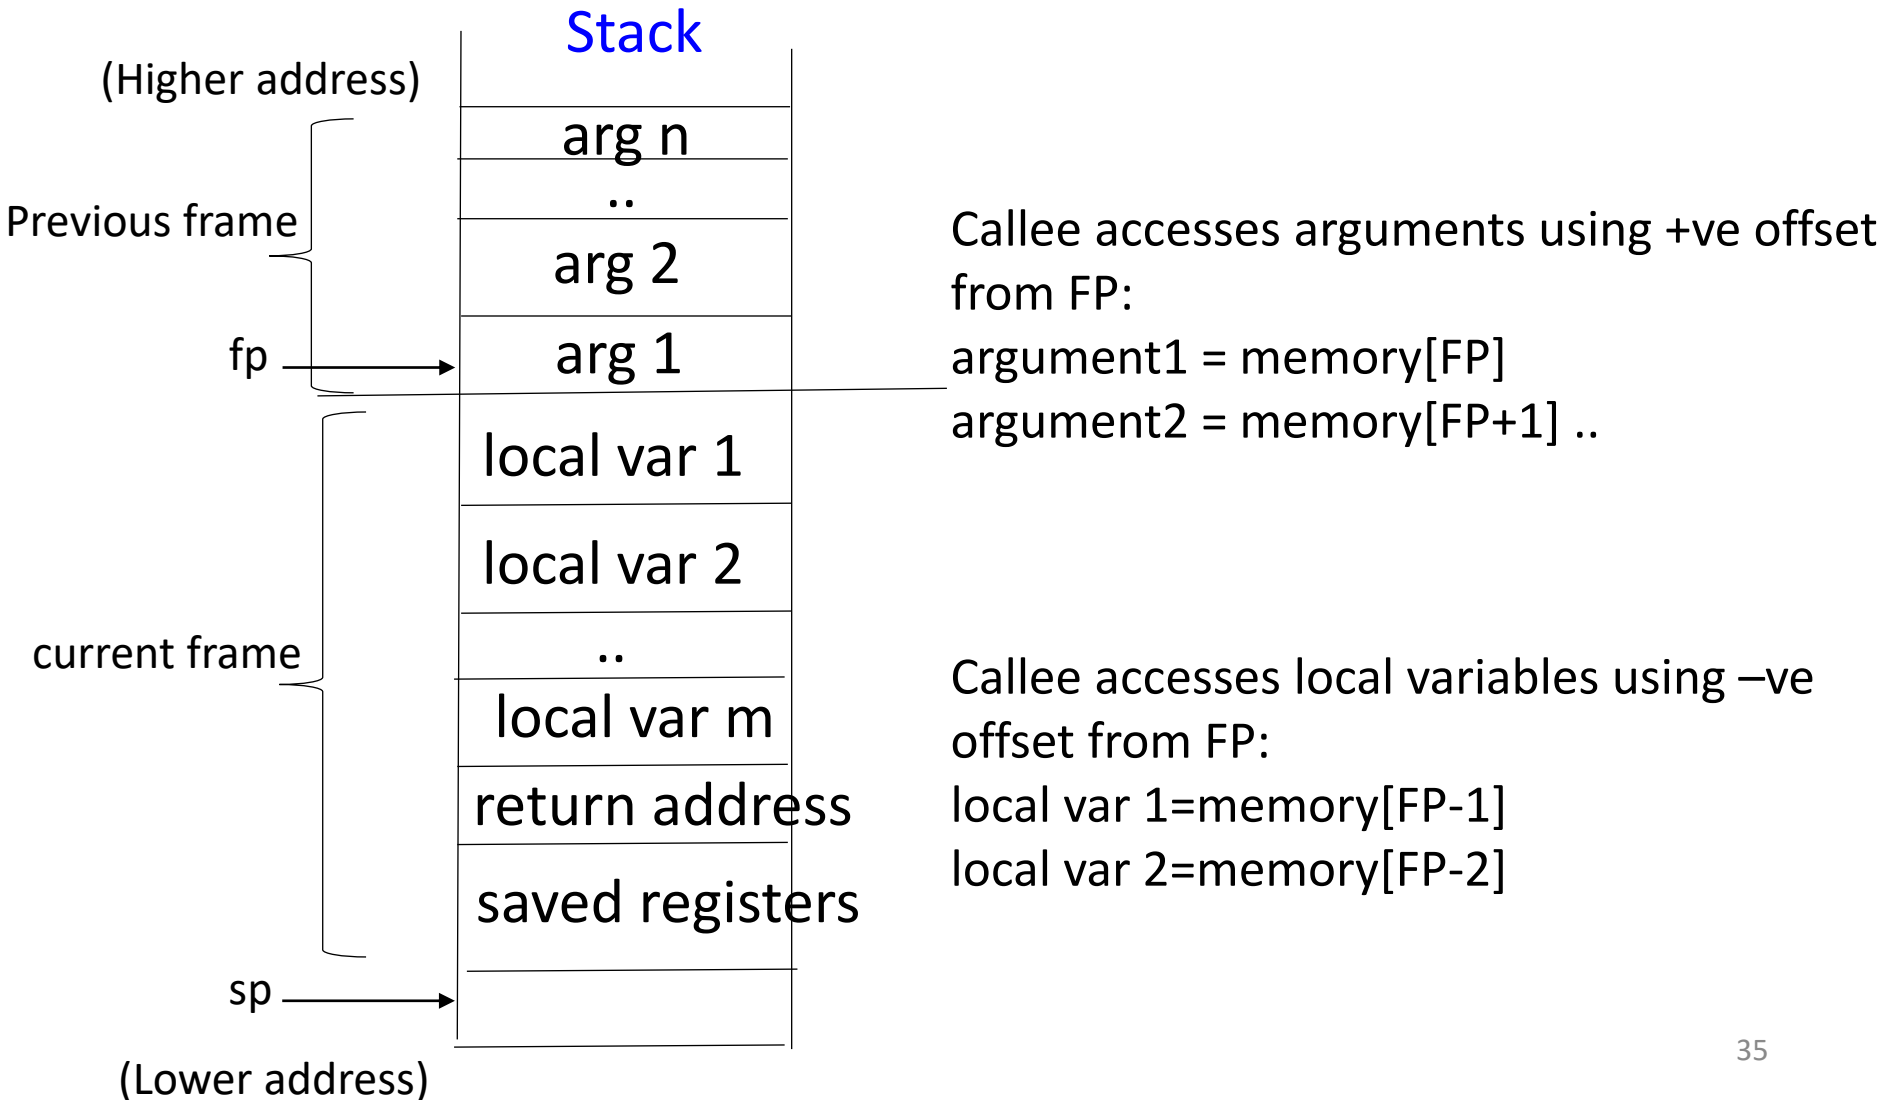 Stack
(Higher address)
arg n
..
Previous frame
arg 2
fp
arg 1
local var 1
local var 2
..
current frame
local var m
return address
saved registers
sp
(Lower address)
Callee accesses arguments using +ve offset
from FP:
argument1 = memory[FP]
argument2 = memory[FP+1] ..
Callee accesses local variables using –ve
offset from FP:
local var 1=memory[FP-1]
local var 2=memory[FP-2]
35